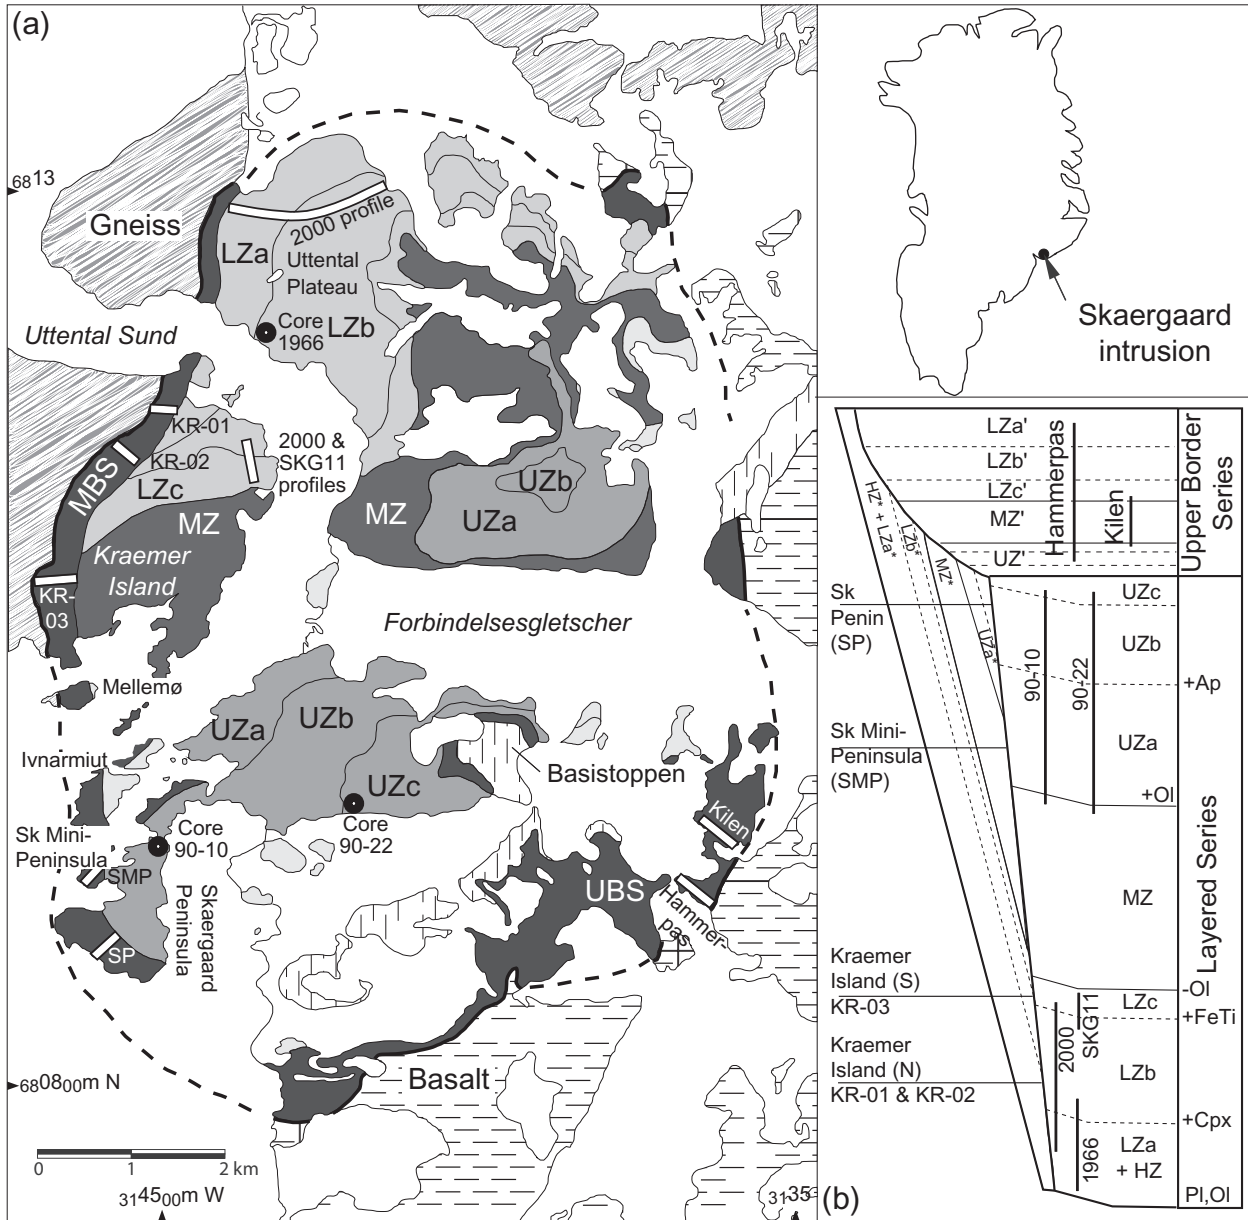 (a)
6813
Gneiss
LZa
2000 profile
Uttental
Plateau
Core
1966
LZb
Uttental Sund
KR-01
KR-02
2000 &
SKG11
profiles
MBS
LZc
MZ
Kraemer
Island
KR-
03
MZ
UZb
UZa
Forbindelsesgletscher
Mellemø
Ivnarmiut
UZa
UZb
UZc
Basistoppen
Sk Mini-
Peninsula
SMP
Core
90-10
Core
90-22
Kilen
Skaergaard
Peninsula
SP
UBS
Hammer-
pas
Basalt
680800m N
0 1 2 km
314500m W
3135
Skaergaard
intrusion
(b)
LZa'
LZb'
LZc'
MZ'
UZ'
Hammerpas
Kilen
Upper Border
Series
HZ* + LZa*
LZb*
MZ*
UZa*
Sk
Penin
(SP)
UZc
UZb
+Ap
90-10
90-22
Sk Mini-
Peninsula
(SMP)
UZa
+Ol
MZ
Layered Series
Kraemer
Island (S)
KR-03
-Ol
LZc
+FeTi
2000
SKG11
Kraemer
Island (N)
KR-01 & KR-02
LZb
+Cpx
1966
LZa
+ HZ
Pl,Ol